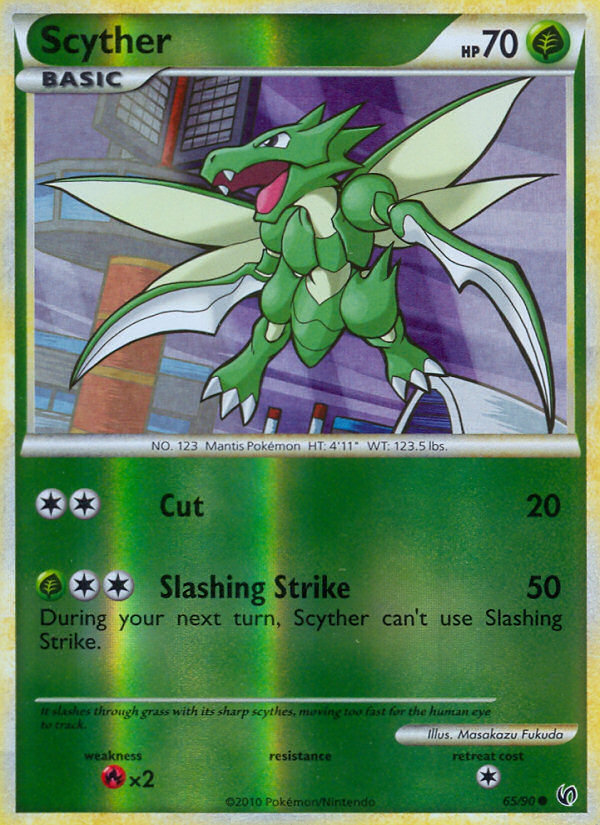 Scyther
HP 70
BASIC
NO. 123 Mantis Pokémon HT: 4'11" WT: 123.5 lbs.
Cut 20
Slashing Strike 50
During your next turn, Scyther can't use Slashing
Strike.
It slashes through grass with its sharp scythes, moving too fast for the human eye
to track.
Illus. Masakazu Fukuda
weakness resistance retreat cost
×2
©2010 Pokémon/Nintendo 65/90